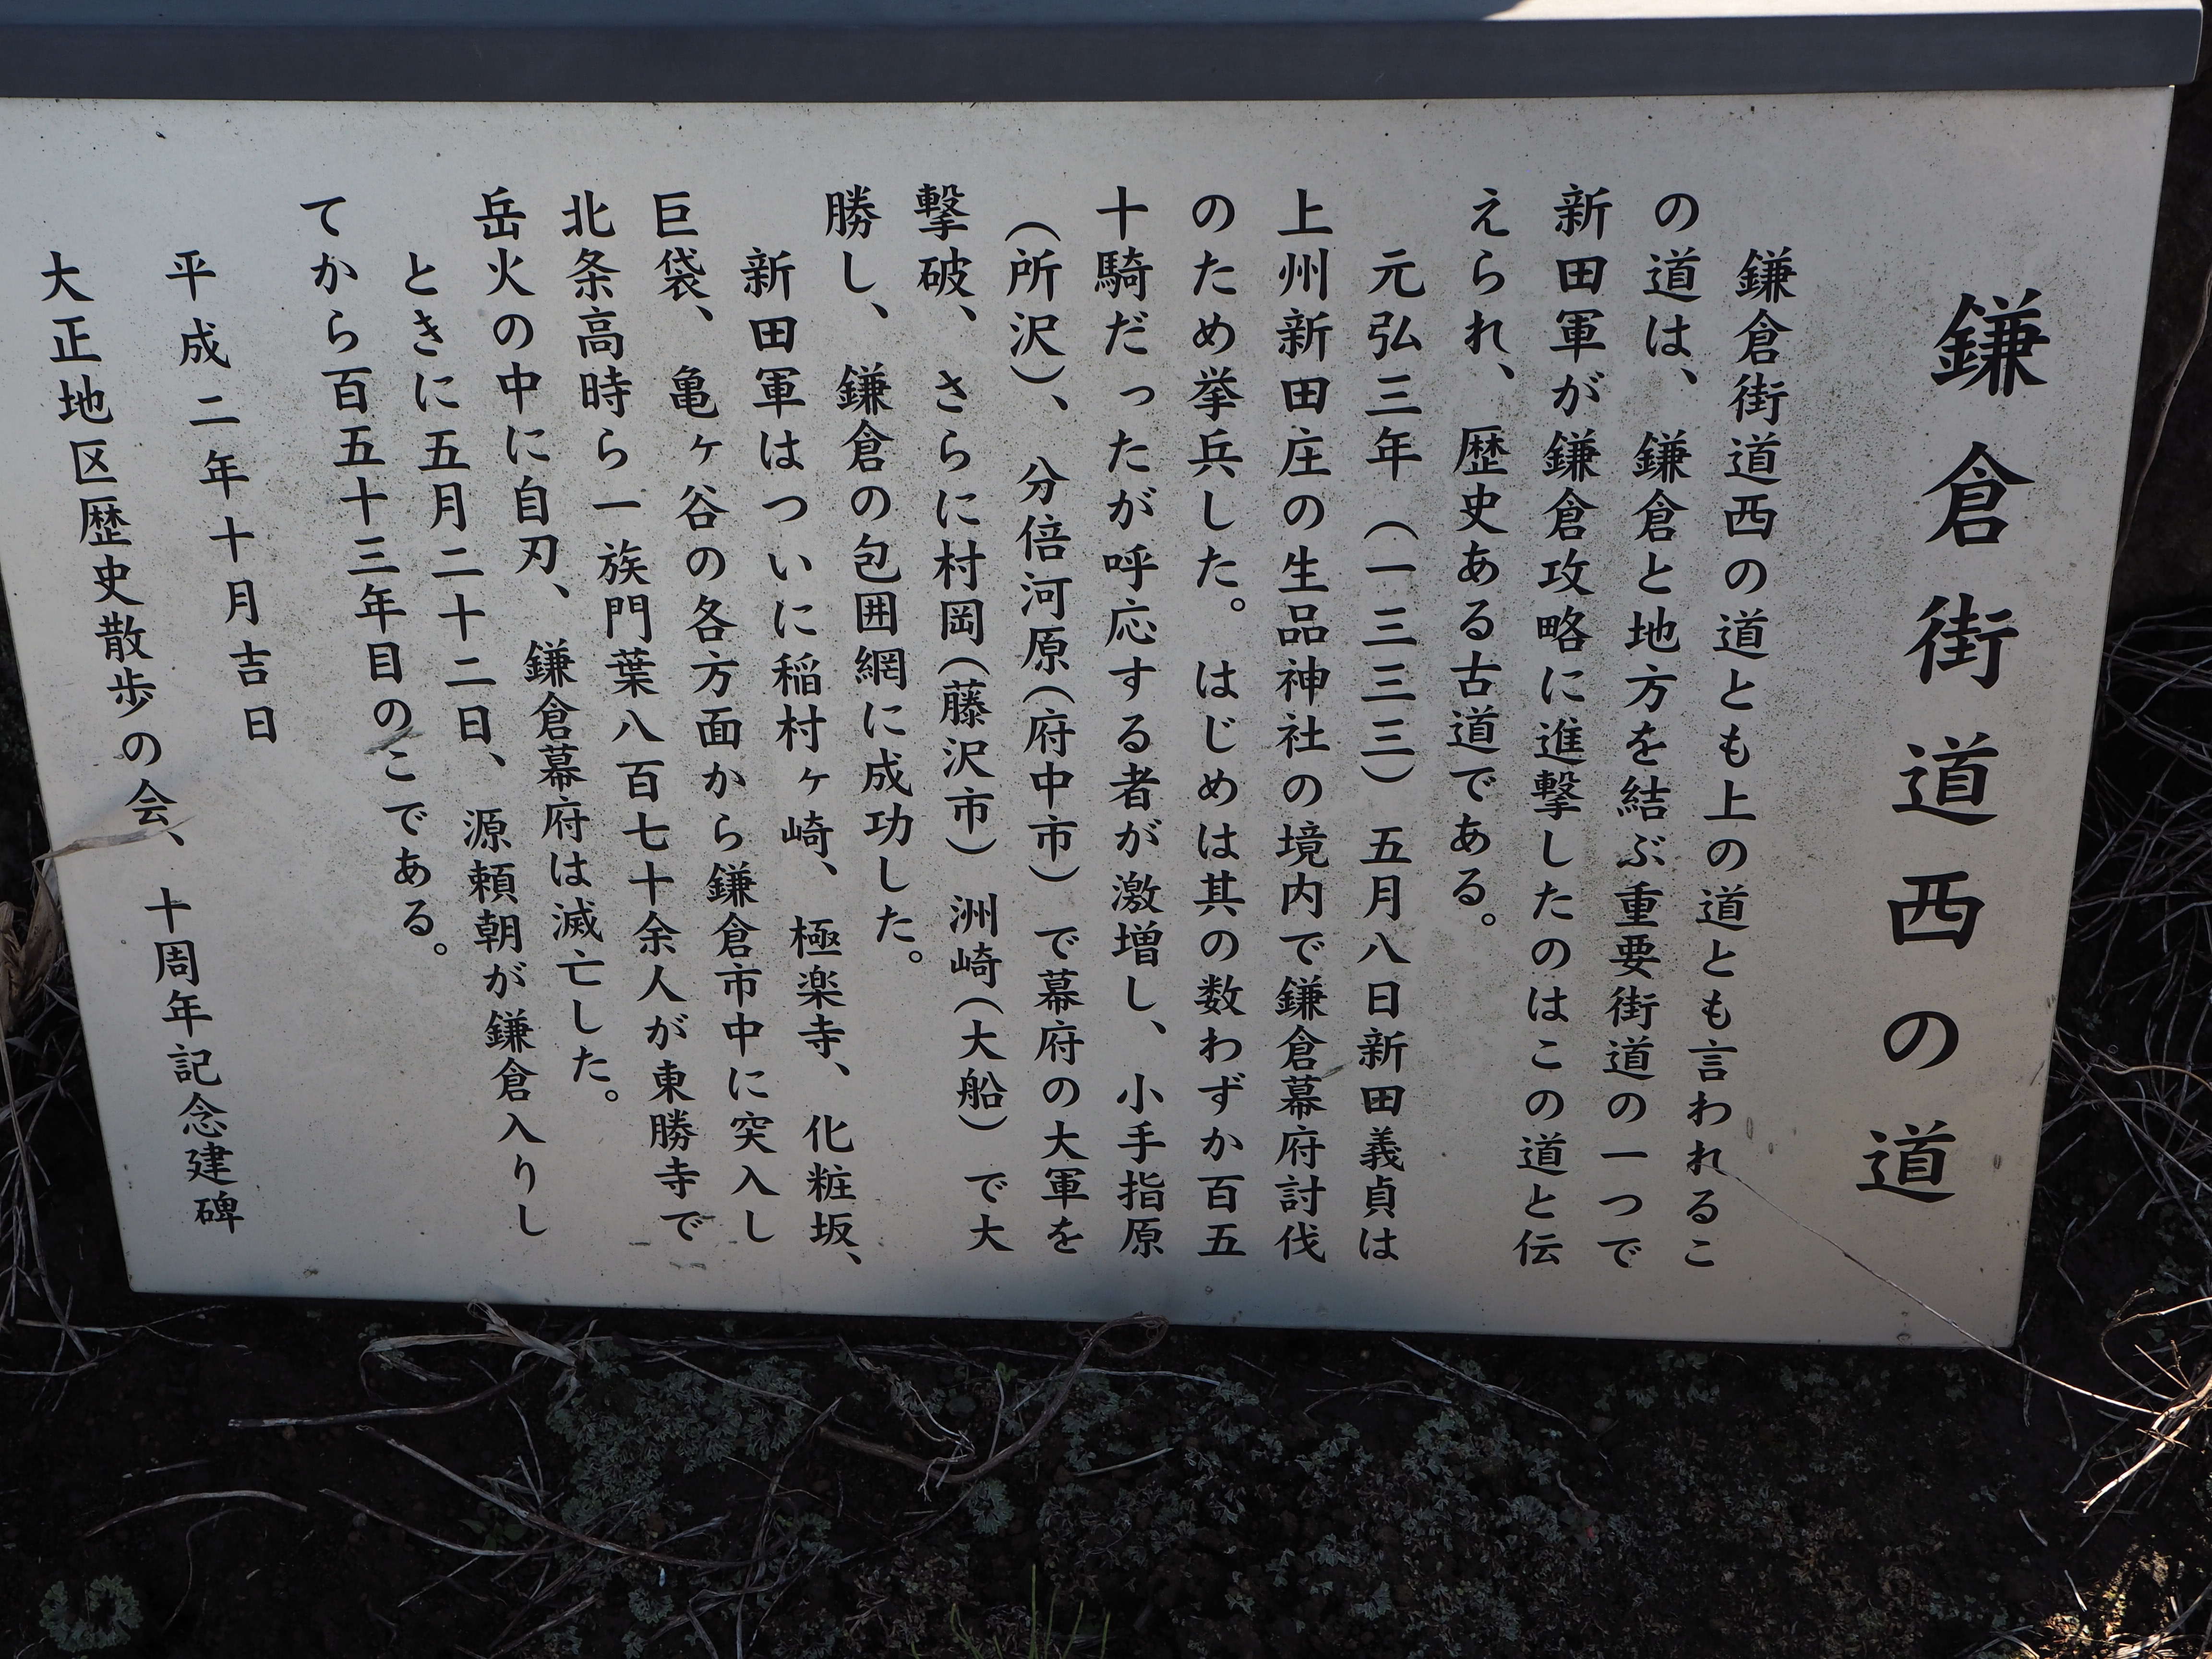 鎌倉街道西の道
鎌倉街道西の道とも上の道とも言われるこ
の道は、鎌倉と地方を結ぶ重要街道の一つで
新田軍が鎌倉攻略に進撃したのはこの道と伝
えられ、歴史ある古道である。
元弘三年（一三三三）五月八日新田義貞は
上州新田庄の生品神社の境内で鎌倉幕府討伐
のため挙兵した。はじめは其の数わずか百五
十騎だったが呼応する者が激増し、小手指原
（所沢）、分倍河原（府中市）で幕府の大軍を
撃破、さらに村岡（藤沢市）洲崎（大船）で大
勝し、鎌倉の包囲網に成功した。
新田軍はついに稲村ヶ崎、極楽寺、化粧坂、
巨袋、亀ヶ谷の各方面から鎌倉市中に突入し
北条高時ら一族門葉八百七十余人が東勝寺で
岳火の中に自刃、鎌倉幕府は滅亡した。
ときに五月二十二日、源頼朝が鎌倉入りし
てから百五十三年目のこである。
平成二年十月吉日
大正地区歴史散歩の会、十周年記念建碑